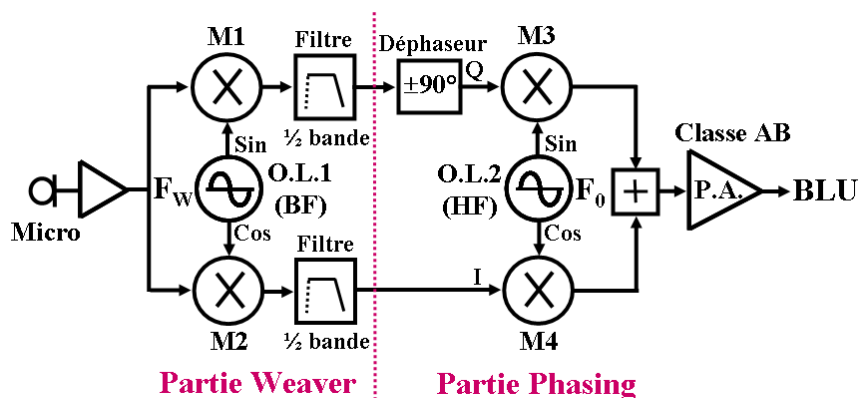 M1
Filtre
Déphaseur
M3
±90°
Q
½ bande
Classe AB
Sin
Sin
Micro
F_W
O.L.1
(BF)
O.L.2
(HF)
F_0
+
P.A.
BLU
Cos
Filtre
Cos
I
M2
½ bande
M4
Partie Weaver
Partie Phasing